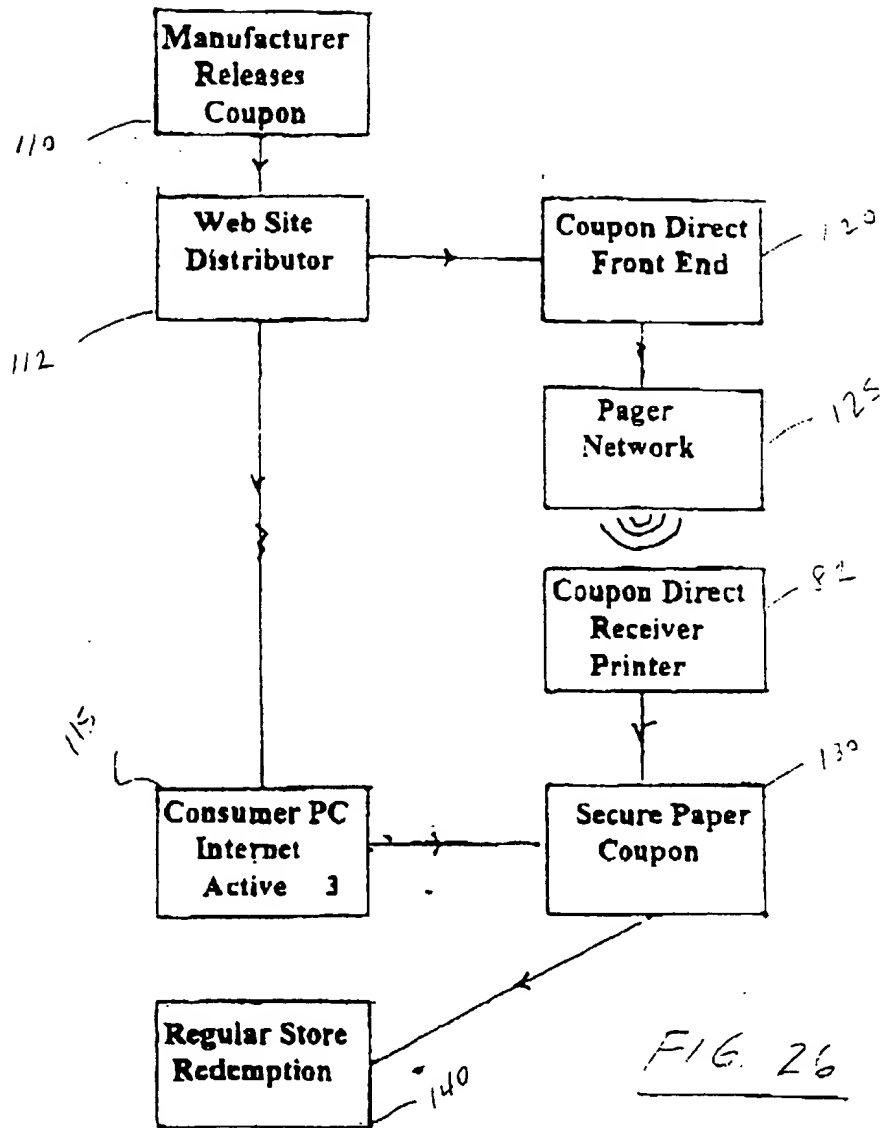 Manufacturer
Releases
Coupon
110
Web Site
Distributor
112
Coupon Direct
Front End
120
Pager
Network
125
Coupon Direct
Receiver
Printer
82
115
Consumer PC
Internet
Active 3
Secure Paper
Coupon
130
Regular Store
Redemption
140
FIG. 26